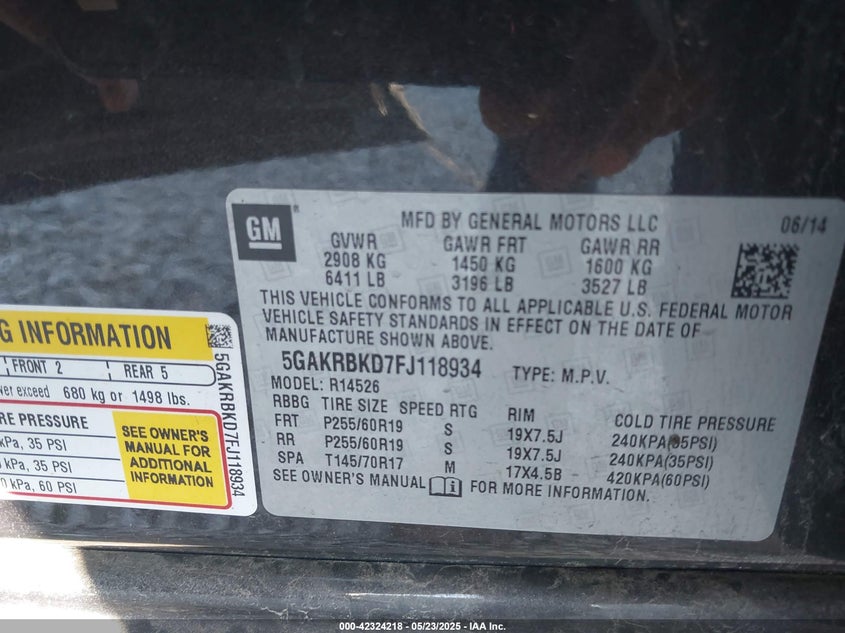 GM
MFD BY GENERAL MOTORS LLC 06/14
GVWR GAWR FRT GAWR RR
2908 KG 1450 KG 1600 KG
6411 LB 3196 LB 3527 LB
THIS VEHICLE CONFORMS TO ALL APPLICABLE U.S. FEDERAL MOTOR
VEHICLE SAFETY STANDARDS IN EFFECT ON THE DATE OF
MANUFACTURE SHOWN ABOVE.
5GAKRBKD7FJ118934 TYPE: M.P.V.
MODEL: R14526
RBBG TIRE SIZE SPEED RTG RIM COLD TIRE PRESSURE
FRT P255/60R19 S 19X7.5J 240KPA(35PSI)
RR P255/60R19 S 19X7.5J 240KPA(35PSI)
SPA T145/70R17 M 17X4.5B 420KPA(60PSI)
SEE OWNER'S MANUAL FOR MORE INFORMATION.
G INFORMATION
FRONT 2 REAR 5
exceed 680 kg or 1498 lbs.
PRESSURE
kPa, 35 PSI
kPa, 35 PSI
kPa, 60 PSI
SEE OWNER'S
MANUAL FOR
ADDITIONAL
INFORMATION
5GAKRBKD7FJ118934
000-42324218 - 05/23/2025 - IAA Inc.